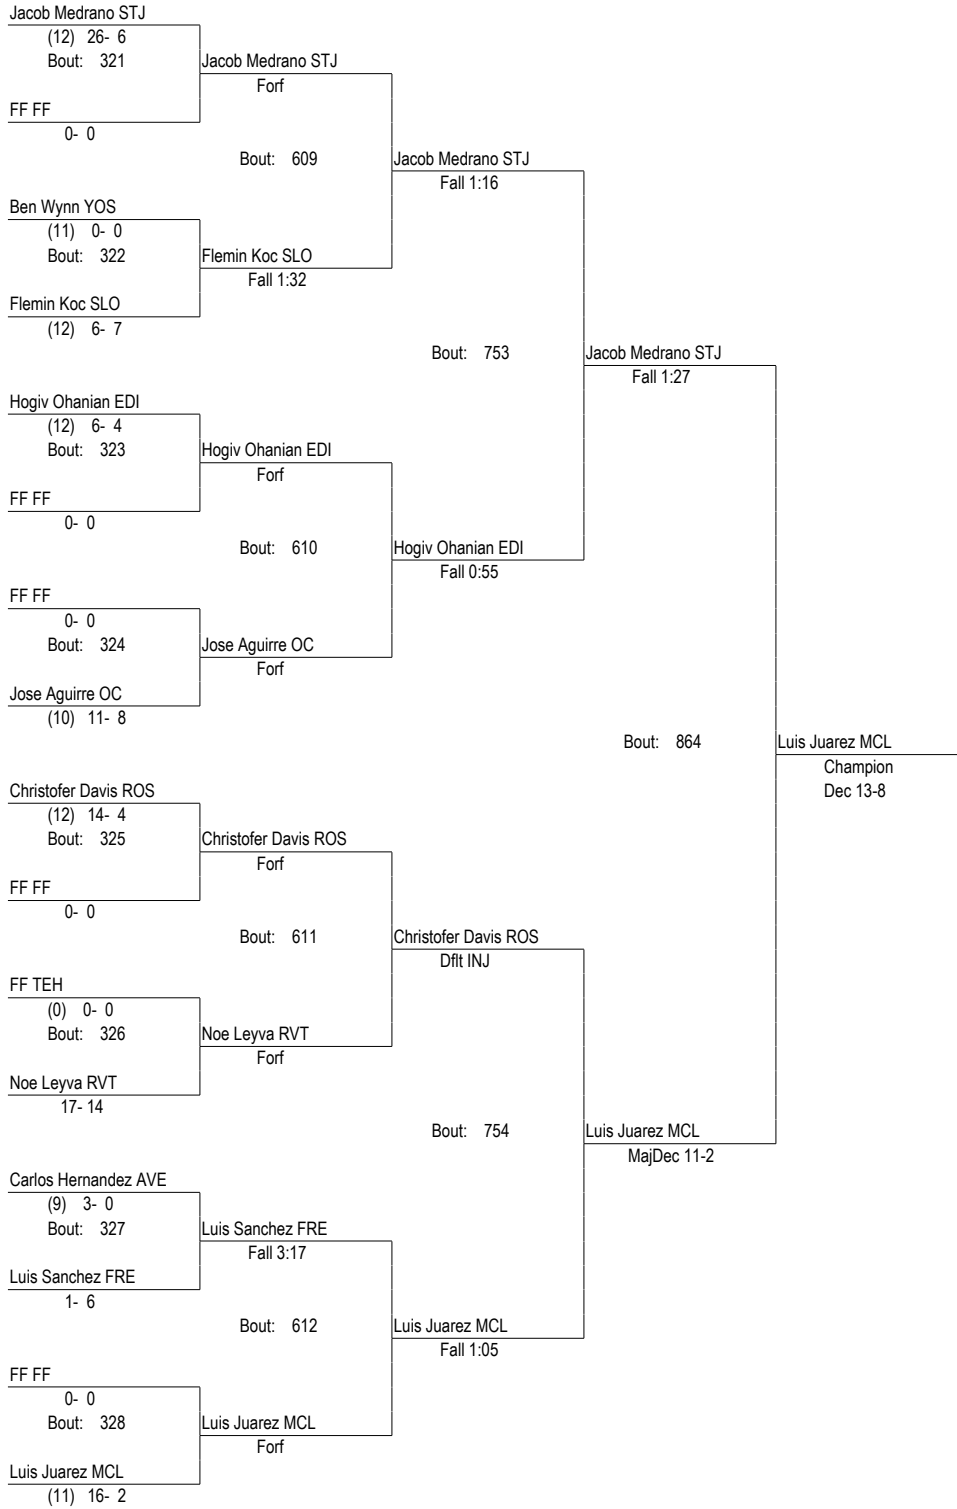 Jacob Medrano STJ
(12) 26- 6
Bout: 321
Jacob Medrano STJ
Forf
FF FF
0- 0
Bout: 609
Jacob Medrano STJ
Fall 1:16
Ben Wynn YOS
(11) 0- 0
Bout: 322
Flemin Koc SLO
Fall 1:32
Flemin Koc SLO
(12) 6- 7
Bout: 753
Jacob Medrano STJ
Fall 1:27
Hogiv Ohanian EDI
(12) 6- 4
Bout: 323
Hogiv Ohanian EDI
Forf
FF FF
0- 0
Bout: 610
Hogiv Ohanian EDI
Fall 0:55
FF FF
0- 0
Bout: 324
Jose Aguirre OC
Forf
Jose Aguirre OC
(10) 11- 8
Bout: 864
Luis Juarez MCL
Champion
Dec 13-8
Christofer Davis ROS
(12) 14- 4
Bout: 325
Christofer Davis ROS
Forf
FF FF
0- 0
Bout: 611
Christofer Davis ROS
Dflt INJ
FF TEH
(0) 0- 0
Bout: 326
Noe Leyva RVT
Forf
Noe Leyva RVT
17- 14
Bout: 754
Luis Juarez MCL
MajDec 11-2
Carlos Hernandez AVE
(9) 3- 0
Bout: 327
Luis Sanchez FRE
Fall 3:17
Luis Sanchez FRE
1- 6
Bout: 612
Luis Juarez MCL
Fall 1:05
FF FF
0- 0
Bout: 328
Luis Juarez MCL
Forf
Luis Juarez MCL
(11) 16- 2